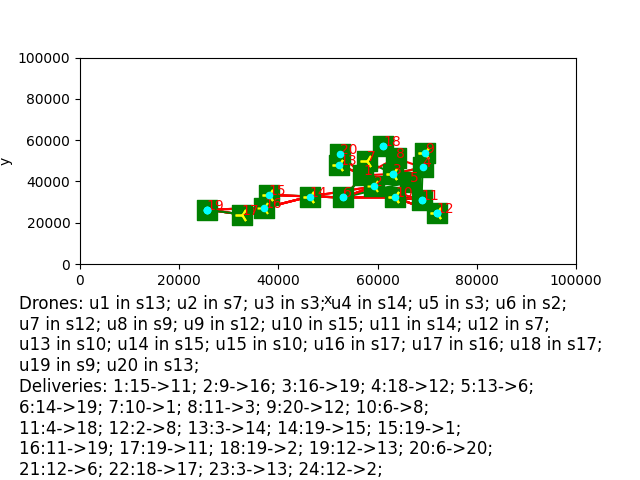 100000
80000
60000
y
40000
20000
0
0 20000 40000 60000 80000 100000
x
Drones: u1 in s13; u2 in s7; u3 in s3; u4 in s14; u5 in s3; u6 in s2;
u7 in s12; u8 in s9; u9 in s12; u10 in s15; u11 in s14; u12 in s7;
u13 in s10; u14 in s15; u15 in s10; u16 in s17; u17 in s16; u18 in s17;
u19 in s9; u20 in s13;
Deliveries: 1:15->11; 2:9->16; 3:16->19; 4:18->12; 5:13->6;
6:14->19; 7:10->1; 8:11->3; 9:20->12; 10:6->8;
11:4->18; 12:2->8; 13:3->14; 14:19->15; 15:19->1;
16:11->19; 17:19->11; 18:19->2; 19:12->13; 20:6->20;
21:12->6; 22:18->17; 23:3->13; 24:12->2;